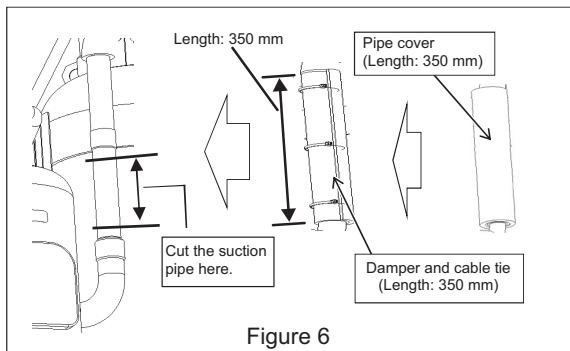 Length: 350 mm
Pipe cover
(Length: 350 mm)
Cut the suction
pipe here.
Damper and cable tie
(Length: 350 mm)
Figure 6